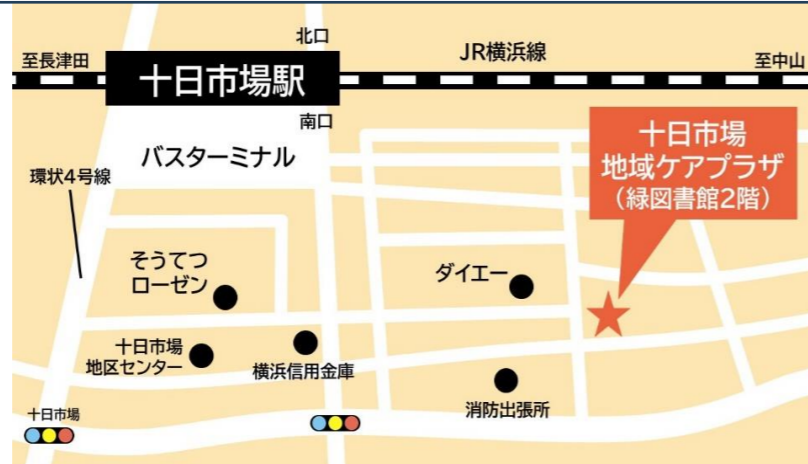 北口
JR横浜線
至長津田
至中山
十日市場駅
南口
バスターミナル
環状4号線
十日市場
地域ケアプラザ
(緑図書館2階)
そうてつ
ローゼン
ダイエー
十日市場
地区センター
横浜信用金庫
消防出張所
十日市場